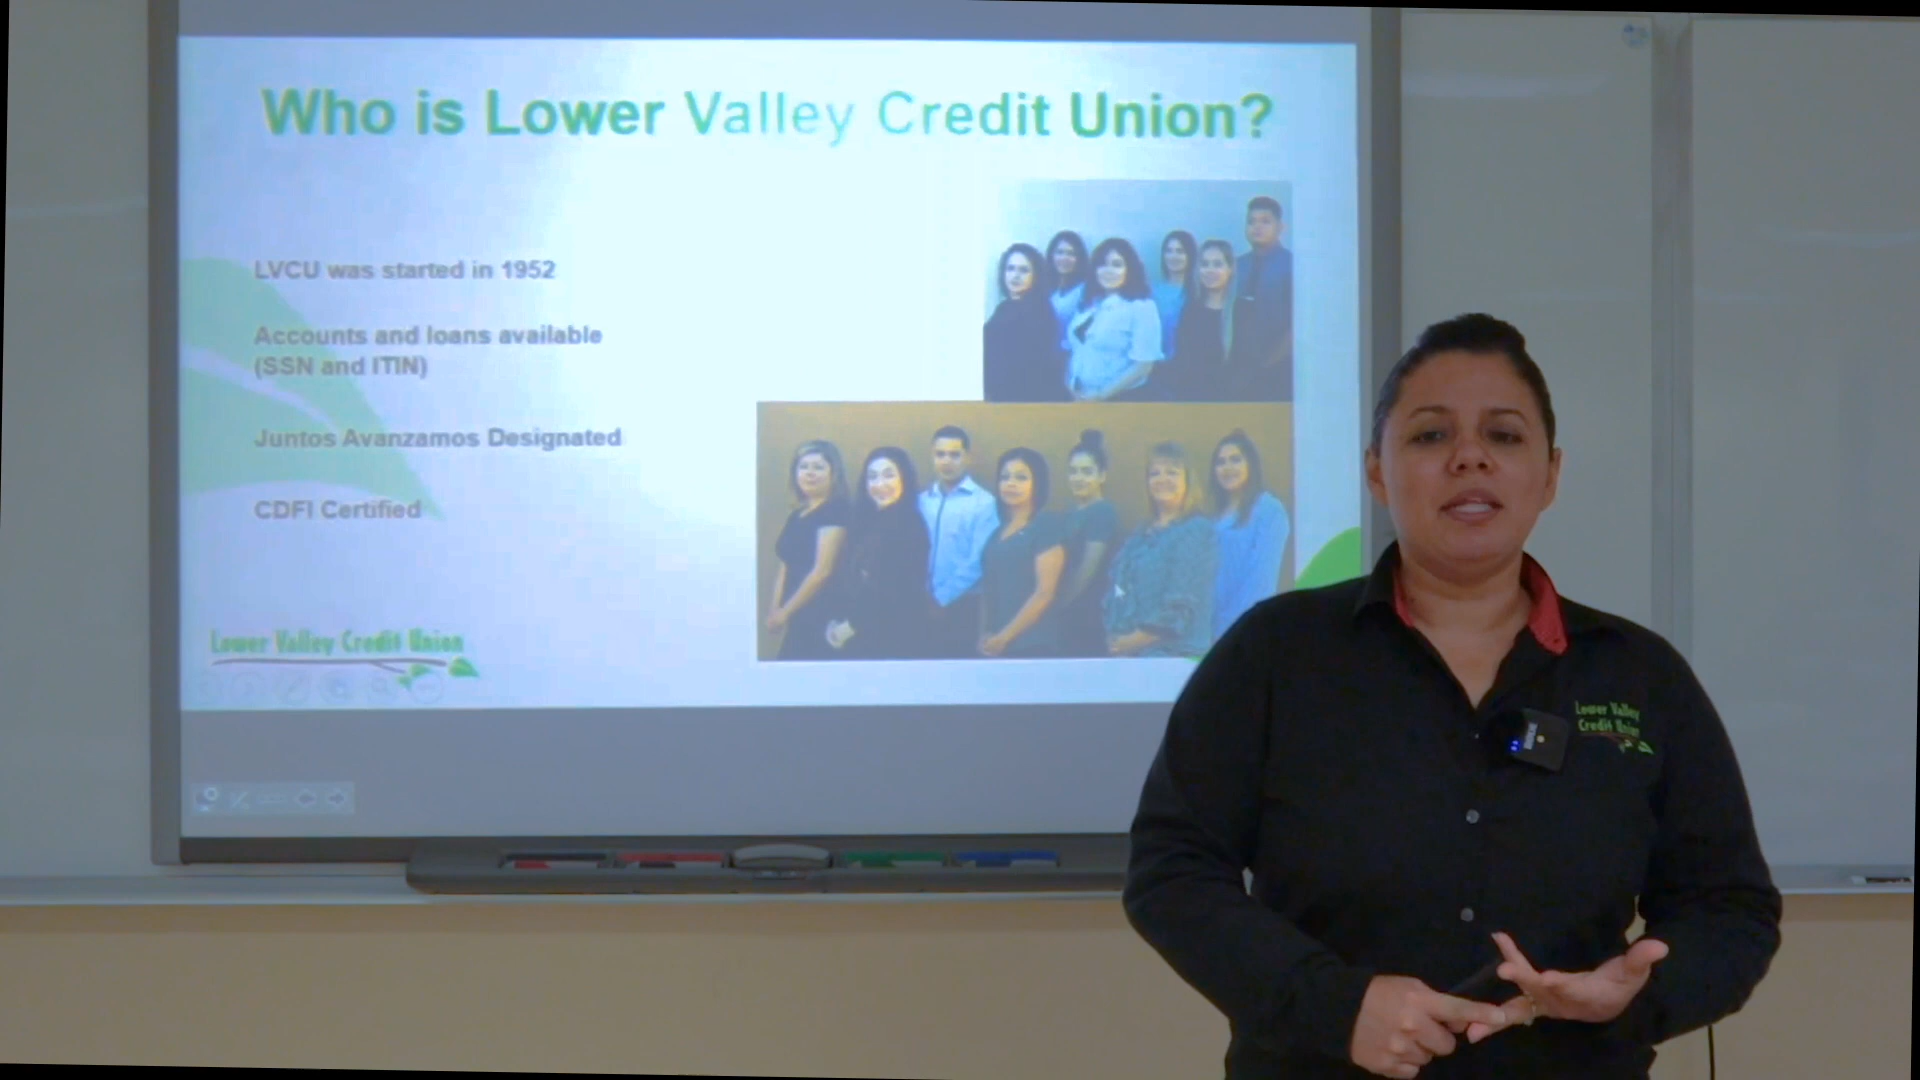 Who is Lower Valley Credit Union?
LVCU was started in 1952
Accounts and loans available
(SSN and ITIN)
Juntos Avanzamos Designated
CDFI Certified
Lower Valley Credit Union
Lower Valley
Credit Union